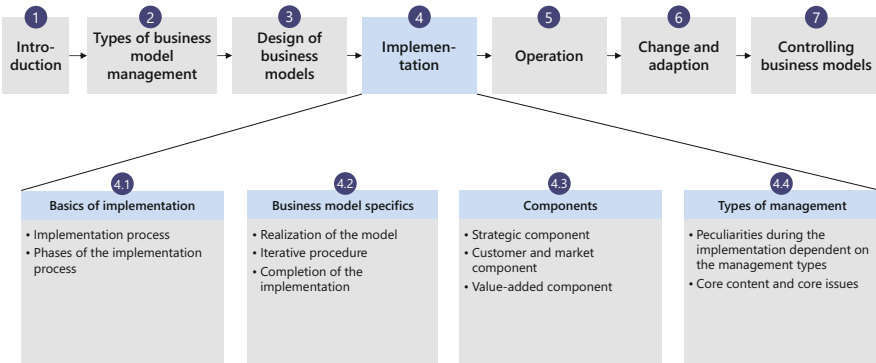 1
Intro-
duction
2
Types of business
model
management
3
Design of
business
models
4
Implemen-
tation
5
Operation
6
Change and
adaption
7
Controlling
business models
4.1
Basics of implementation
• Implementation process
• Phases of the implementation
process
4.2
Business model specifics
• Realization of the model
• Iterative procedure
• Completion of the
implementation
4.3
Components
• Strategic component
• Customer and market
component
• Value-added component
4.4
Types of management
• Peculiarities during the
implementation dependent on
the management types
• Core content and core issues